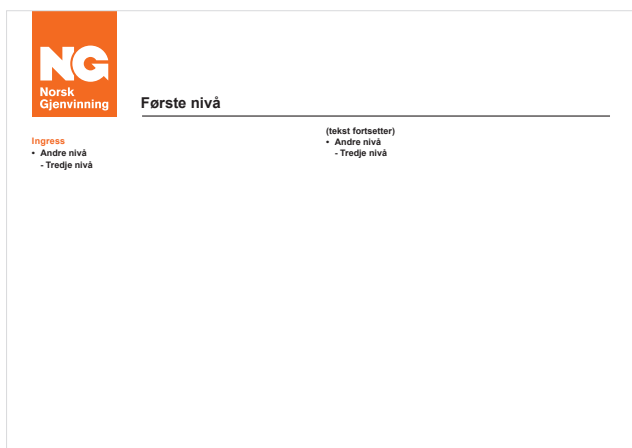 NG
Norsk
Gjenvinning
Første nivå
Ingress
• Andre nivå
- Tredje nivå
(tekst fortsetter)
• Andre nivå
- Tredje nivå